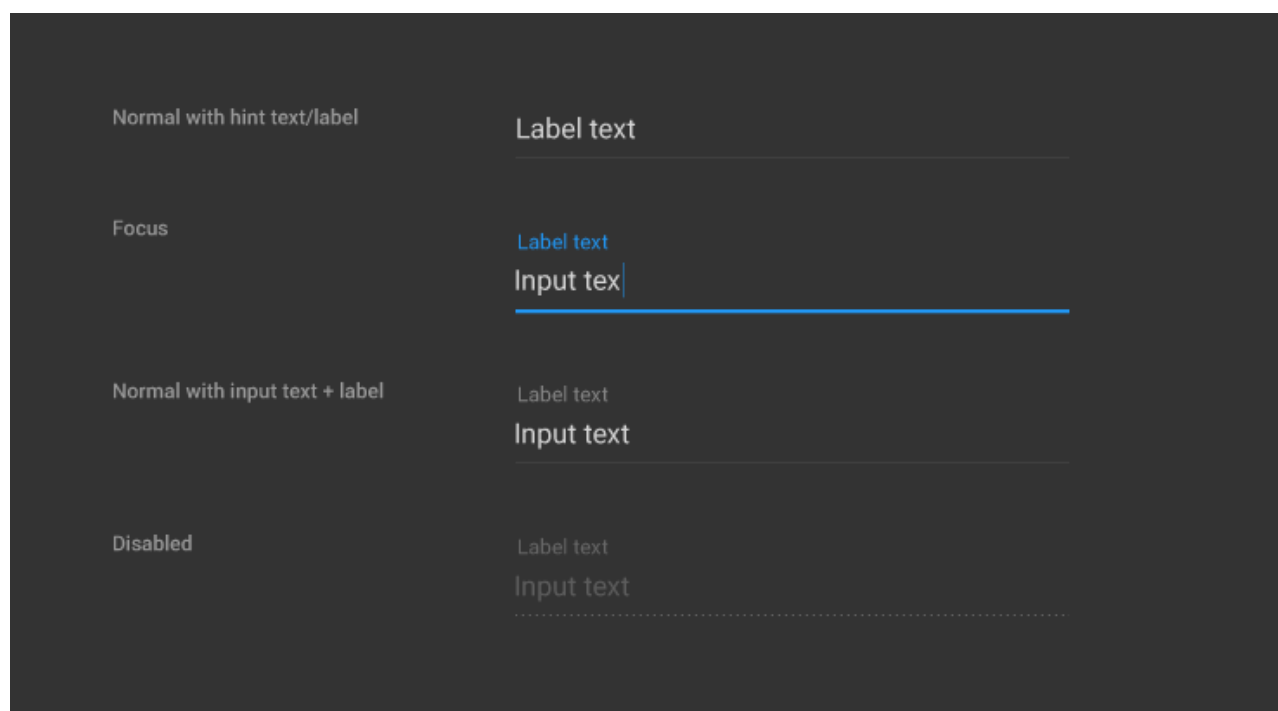 Normal with hint text/label
Label text
Focus
Label text
Input tex
Normal with input text + label
Label text
Input text
Disabled
Label text
Input text